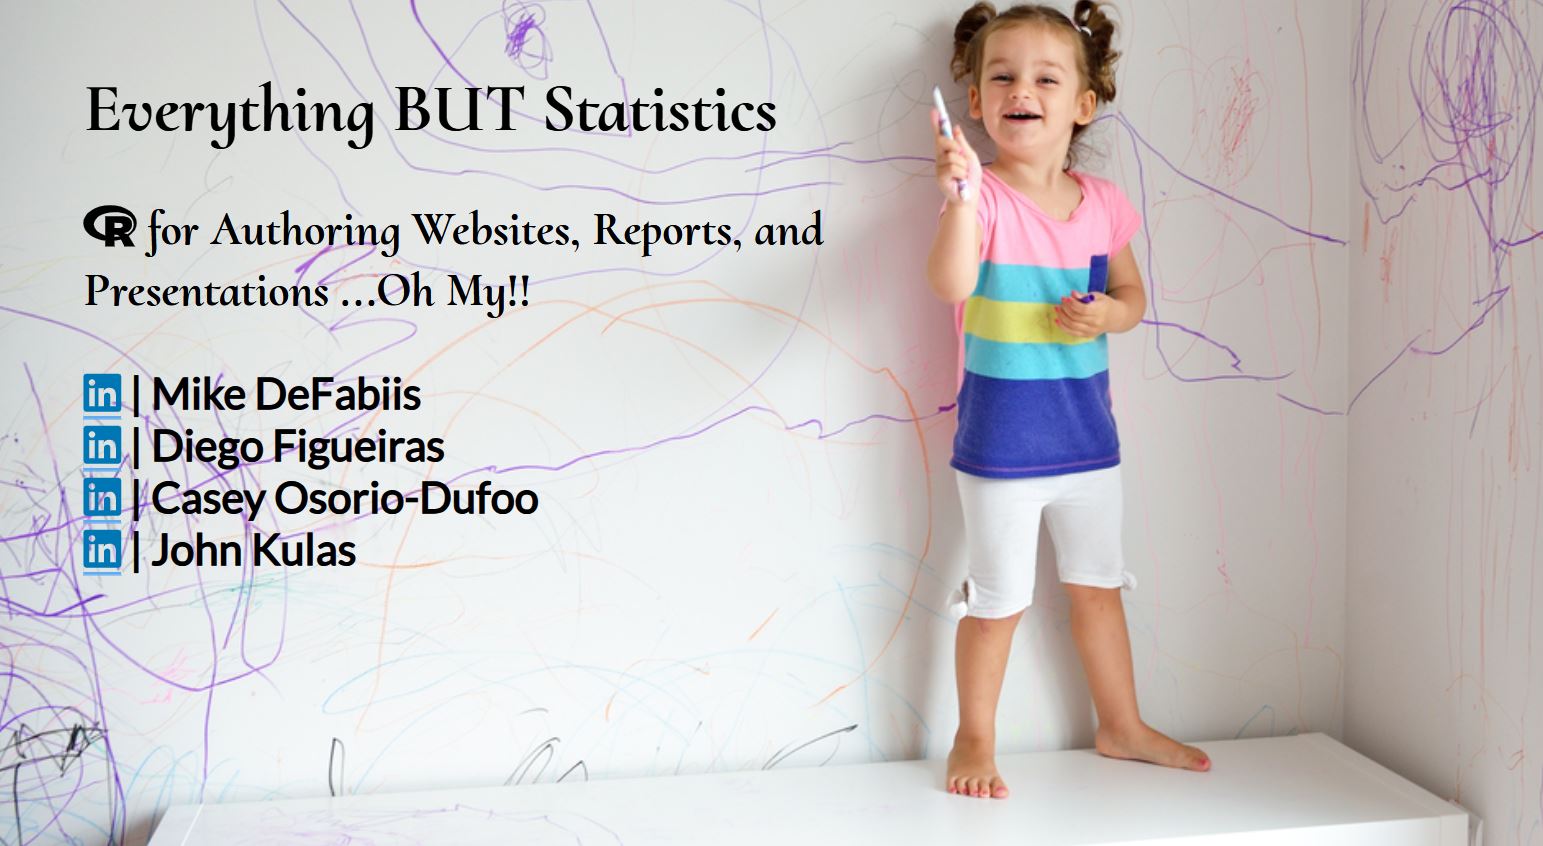 Everything BUT Statistics
R for Authoring Websites, Reports, and
Presentations ...Oh My!!
in | Mike DeFabiis
in | Diego Figueiras
in | Casey Osorio-Dufoo
in | John Kulas